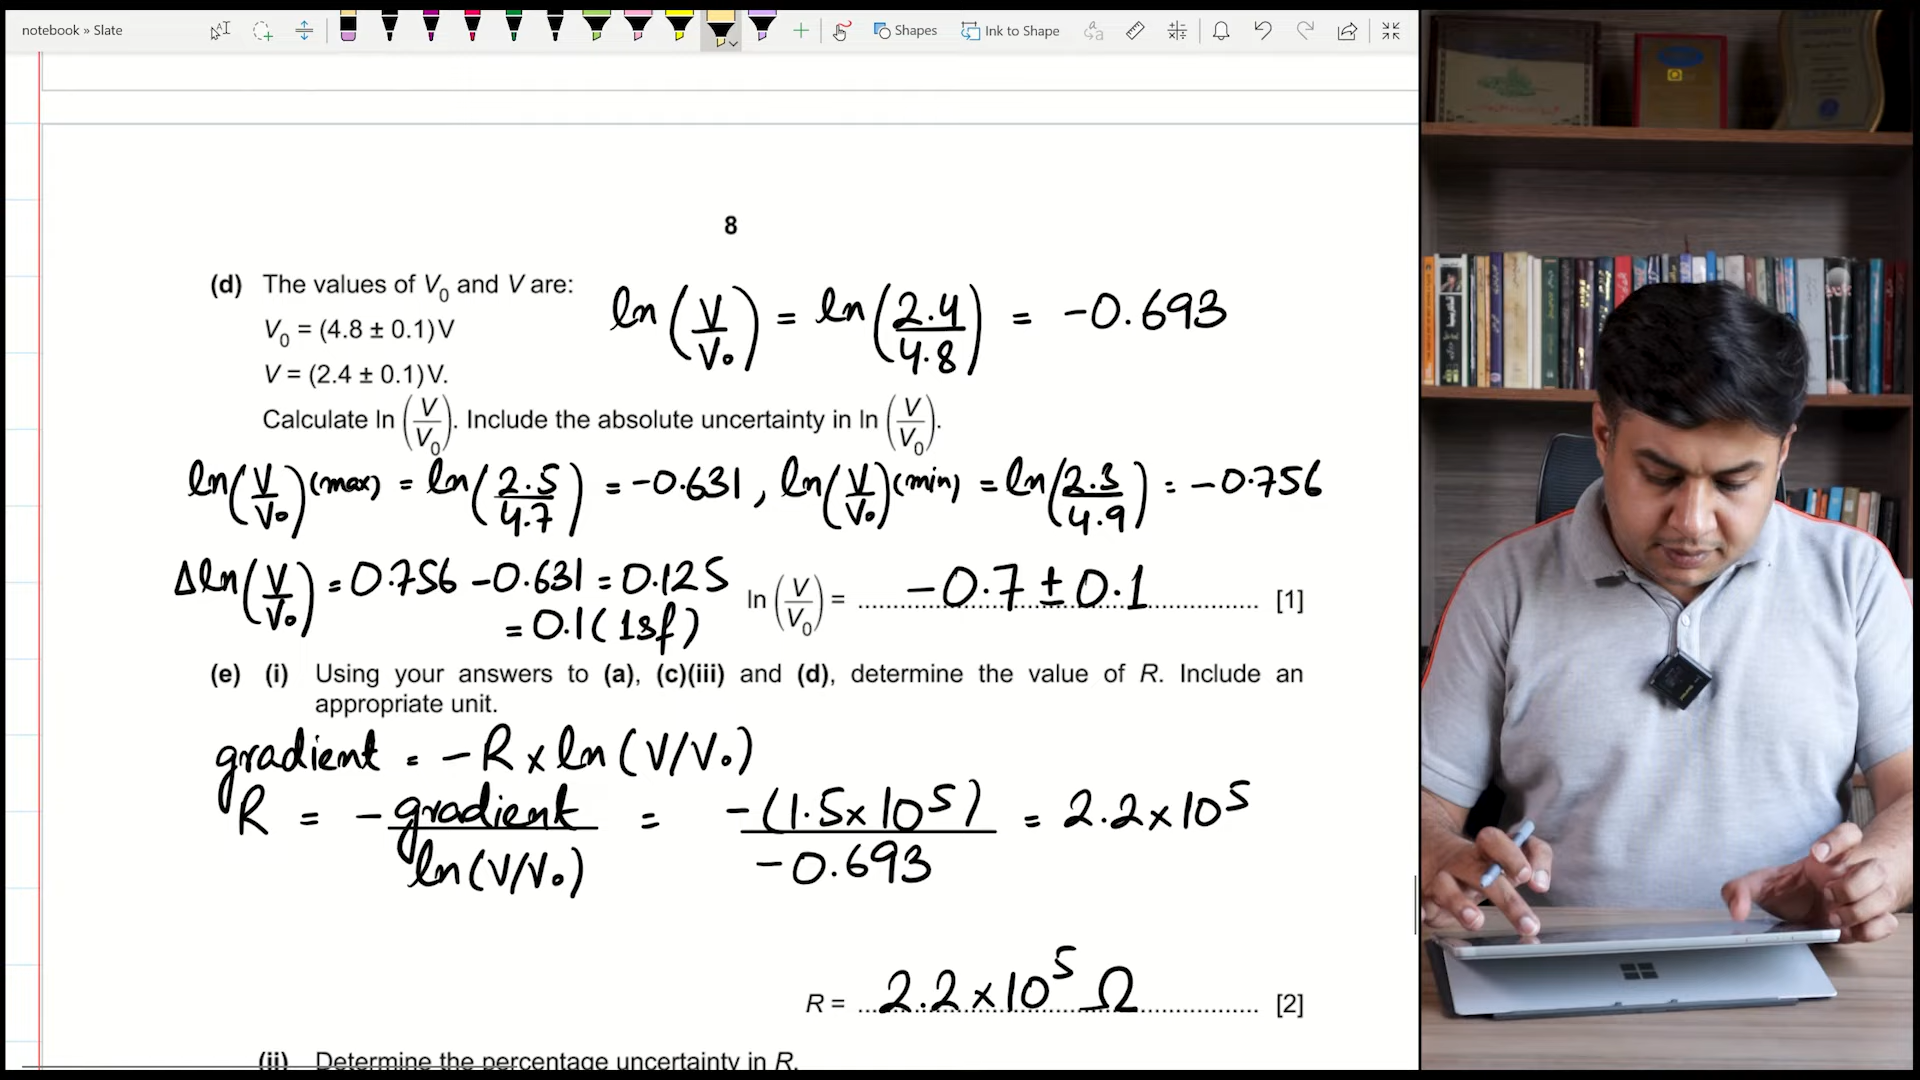 notebook » Slate
Shapes
Ink to Shape
8
(d) The values of V₀ and V are:
V₀ = (4.8 ± 0.1) V
V = (2.4 ± 0.1) V.
ln(V/V₀) = ln(2.4/4.8) = -0.693
Calculate ln (V/V₀). Include the absolute uncertainty in ln (V/V₀).
ln(V/V₀)(max) = ln(2.5/4.7) = -0.631, ln(V/V₀)(min) = ln(2.3/4.9) = -0.756
Δln(V/V₀) = 0.756 - 0.631 = 0.125
= 0.1 (1sf)
ln (V/V₀) = -0.7 ± 0.1 [1]
(e) (i) Using your answers to (a), (c)(iii) and (d), determine the value of R. Include an
appropriate unit.
gradient = -R × ln(V/V₀)
R = -gradient/ln(V/V₀) = -(1.5×10⁵)/-0.693 = 2.2×10⁵
R = 2.2×10⁵ Ω [2]
(ii) Determine the percentage uncertainty in R.